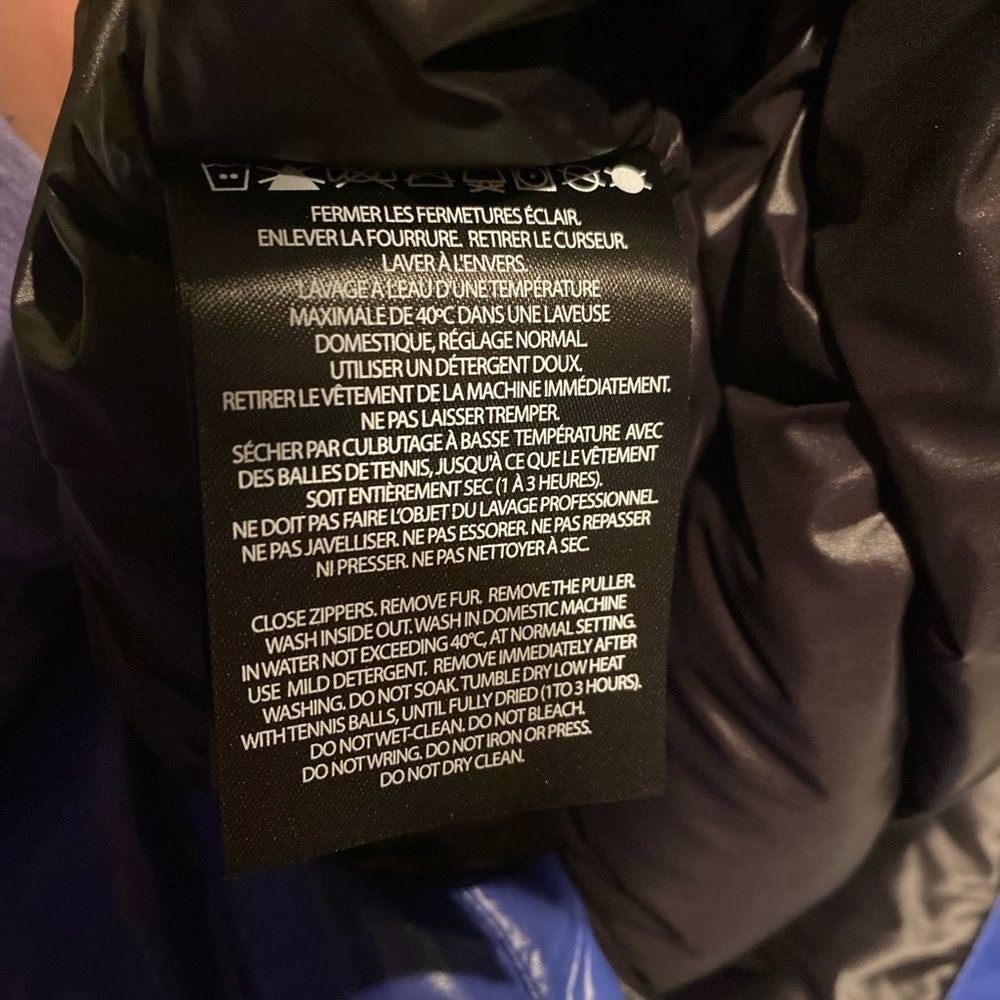 FERMER LES FERMETURES ÉCLAIR.
ENLEVER LA FOURRURE. RETIRER LE CURSEUR.
LAVER À L'ENVERS.
LAVAGE À L'EAU D'UNE TEMPÉRATURE
MAXIMALE DE 40°C DANS UNE LAVEUSE
DOMESTIQUE, RÉGLAGE NORMAL.
UTILISER UN DÉTERGENT DOUX.
RETIRER LE VÊTEMENT DE LA MACHINE IMMÉDIATEMENT.
NE PAS LAISSER TREMPER.
SÉCHER PAR CULBUTAGE À BASSE TEMPÉRATURE AVEC
DES BALLES DE TENNIS, JUSQU'À CE QUE LE VÊTEMENT
SOIT ENTIÈREMENT SEC (1 À 3 HEURES).
NE DOIT PAS FAIRE L'OBJET DU LAVAGE PROFESSIONNEL.
NE PAS JAVELLISER. NE PAS ESSORER. NE PAS REPASSER
NI PRESSER. NE PAS NETTOYER À SEC.
CLOSE ZIPPERS. REMOVE FUR. REMOVE THE PULLER.
WASH INSIDE OUT. WASH IN DOMESTIC MACHINE
IN WATER NOT EXCEEDING 40°C, AT NORMAL SETTING.
USE MILD DETERGENT. REMOVE IMMEDIATELY AFTER
WASHING. DO NOT SOAK. TUMBLE DRY LOW HEAT
WITH TENNIS BALLS, UNTIL FULLY DRIED (1 TO 3 HOURS).
DO NOT WET-CLEAN. DO NOT BLEACH.
DO NOT WRING. DO NOT IRON OR PRESS.
DO NOT DRY CLEAN.